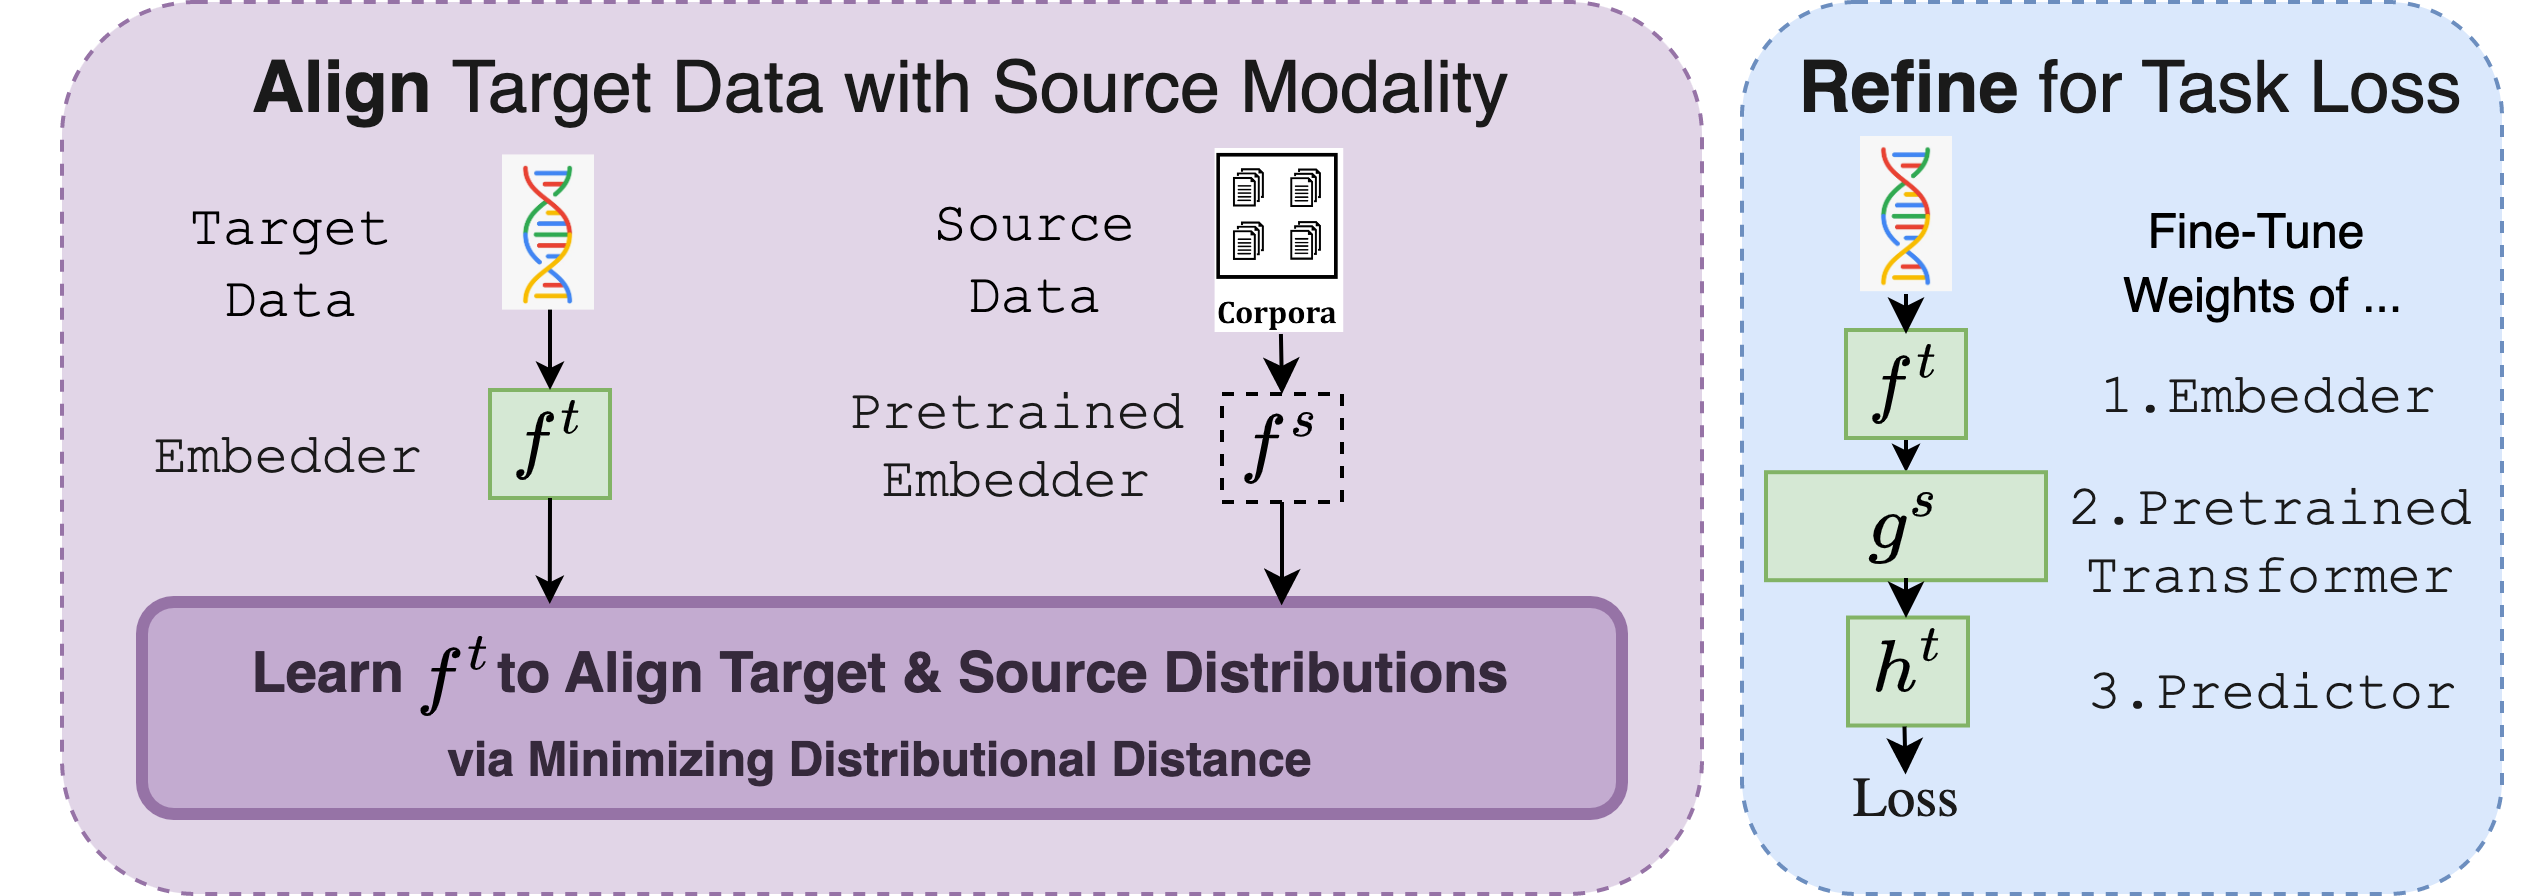 Align Target Data with Source Modality
Target
Data
Source
Data
Corpora
Embedder
f^t
Pretrained
Embedder
f^s
Learn f^t to Align Target & Source Distributions
via Minimizing Distributional Distance
Refine for Task Loss
Fine-Tune
Weights of ...
f^t
1.Embedder
g^s
2.Pretrained
Transformer
h^t
3.Predictor
Loss